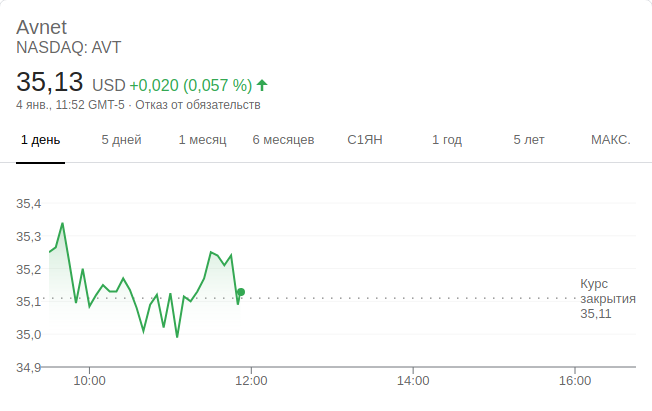 Avnet
NASDAQ: AVT
35,13 USD +0,020 (0,057 %)
4 янв., 11:52 GMT-5 · Отказ от обязательств
1 день 5 дней 1 месяц 6 месяцев С1ЯН 1 год 5 лет МАКС.
35,4
35,3
35,2
35,1
35,0
34,9
Курс
закрытия
35,11
10:00 12:00 14:00 16:00